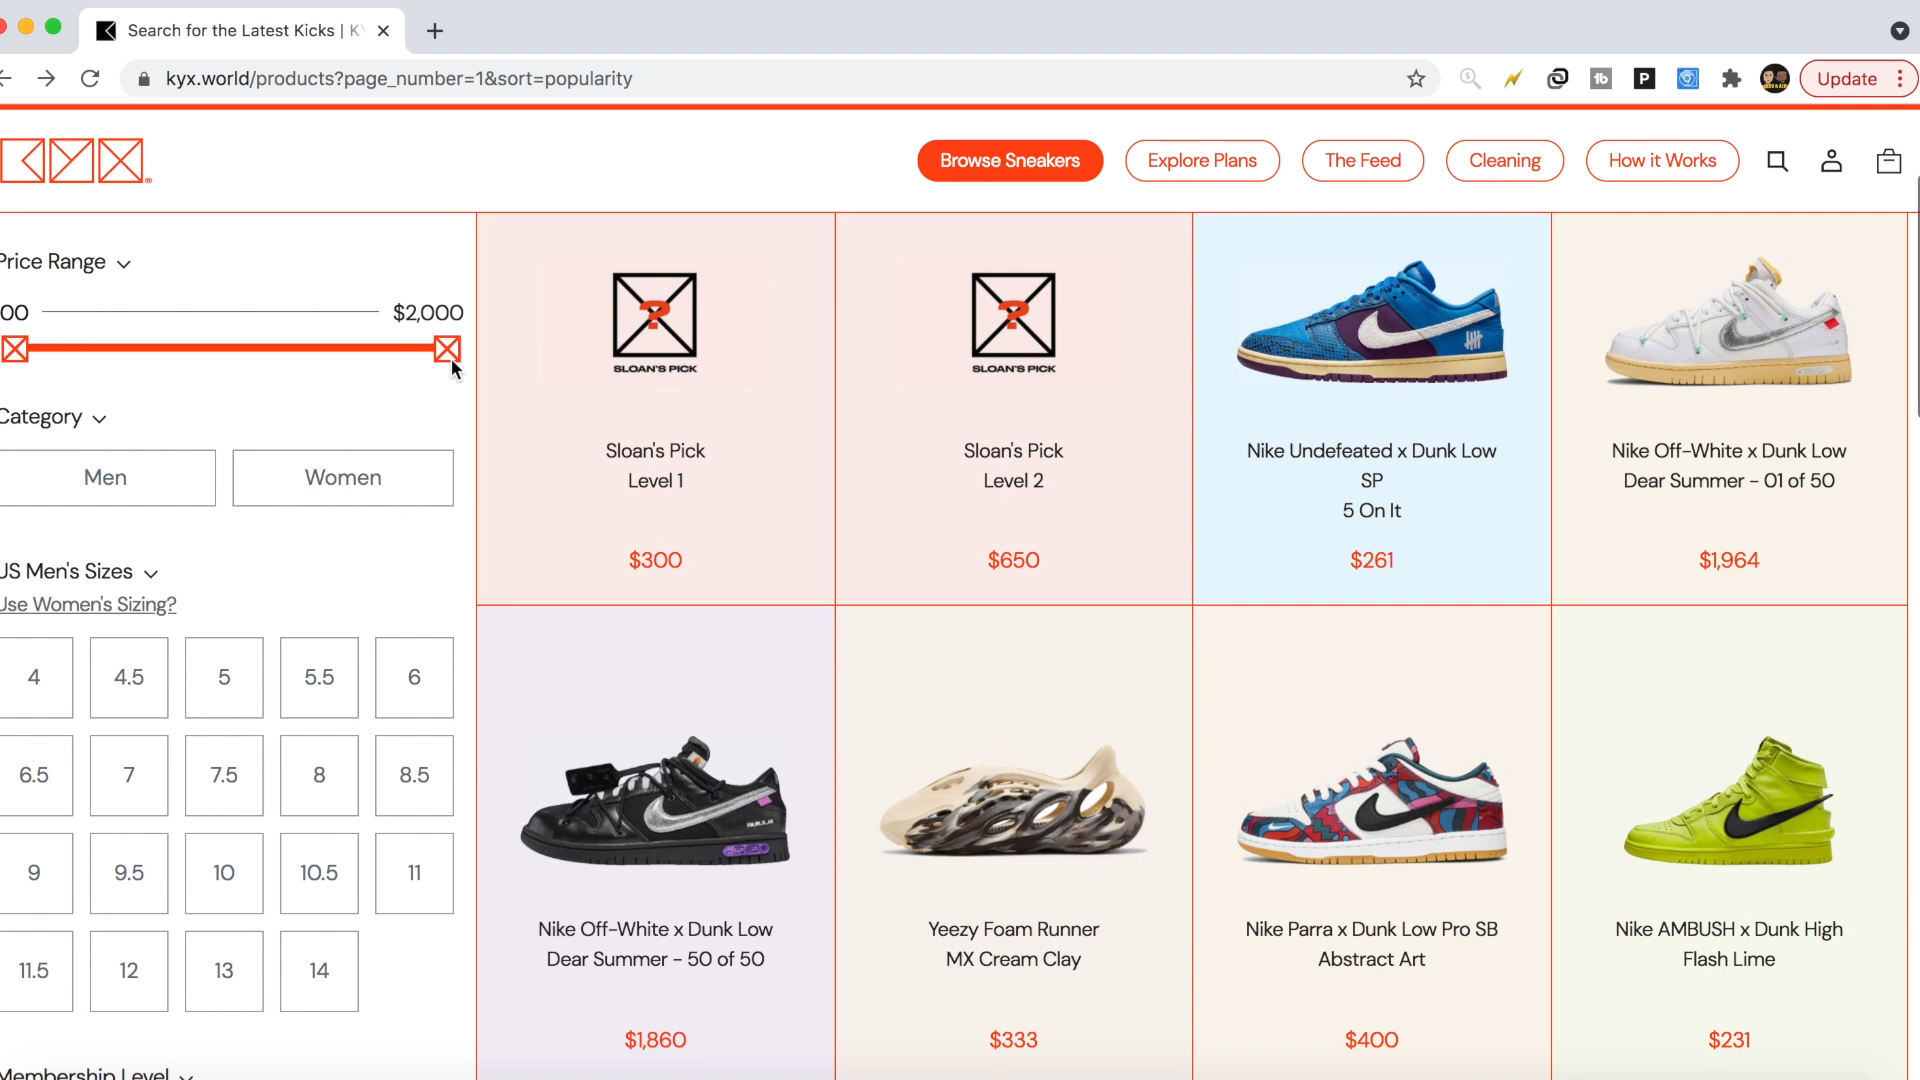 Search for the Latest Kicks | KY
kyx.world/products?page_number=1&sort=popularity
Update
KYX
Browse Sneakers
Explore Plans
The Feed
Cleaning
How it Works
Price Range
00
$2,000
Category
Men
Women
US Men's Sizes
Use Women's Sizing?
4
4.5
5
5.5
6
6.5
7
7.5
8
8.5
9
9.5
10
10.5
11
11.5
12
13
14
Membership Level
?
SLOAN'S PICK
Sloan's Pick
Level 1
$300
?
SLOAN'S PICK
Sloan's Pick
Level 2
$650
Nike Undefeated x Dunk Low
SP
5 On It
$261
Nike Off-White x Dunk Low
Dear Summer - 01 of 50
$1,964
Nike Off-White x Dunk Low
Dear Summer - 50 of 50
$1,860
Yeezy Foam Runner
MX Cream Clay
$333
Nike Parra x Dunk Low Pro SB
Abstract Art
$400
Nike AMBUSH x Dunk High
Flash Lime
$231